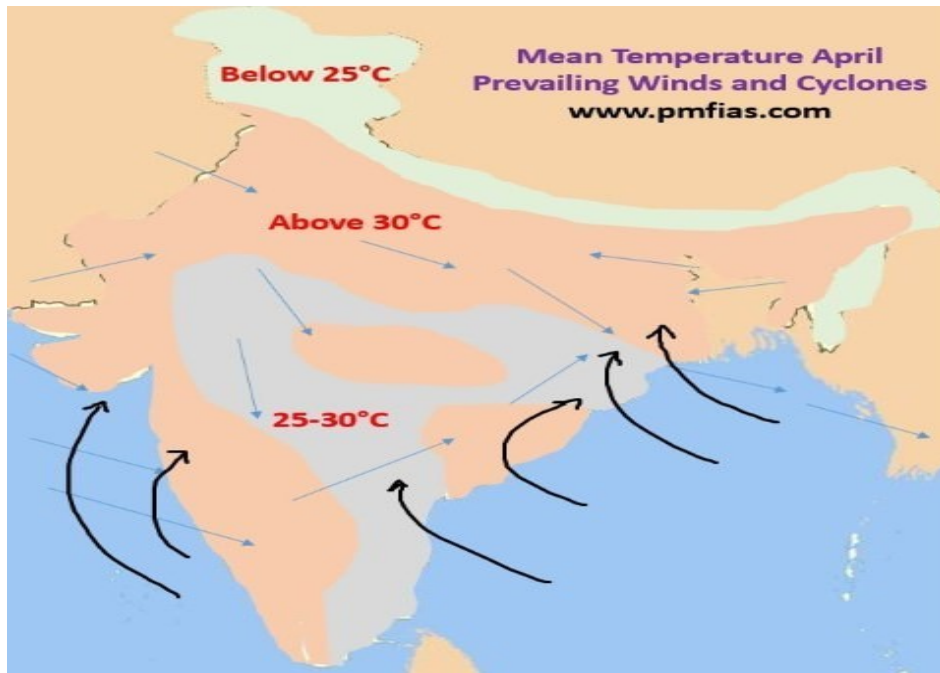 Mean Temperature April
Prevailing Winds and Cyclones
www.pmfias.com
Below 25°C
Above 30°C
25-30°C